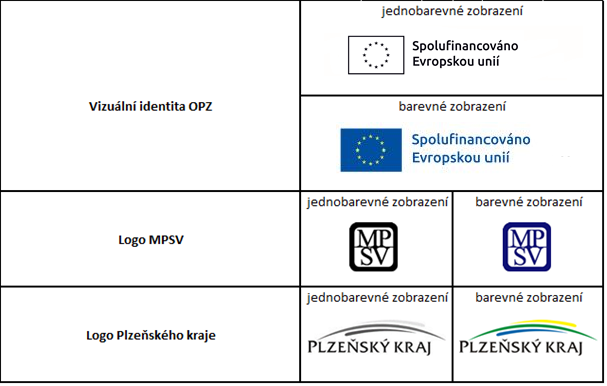 jednobarevné zobrazení
Spolufinancováno
Evropskou unií
Vizuální identita OPZ
barevné zobrazení
Spolufinancováno
Evropskou unií
jednobarevné zobrazení
barevné zobrazení
Logo MPSV
MP
SV
MP
SV
jednobarevné zobrazení
barevné zobrazení
Logo Plzeňského kraje
PLZEŇSKÝ KRAJ
PLZEŇSKÝ KRAJ